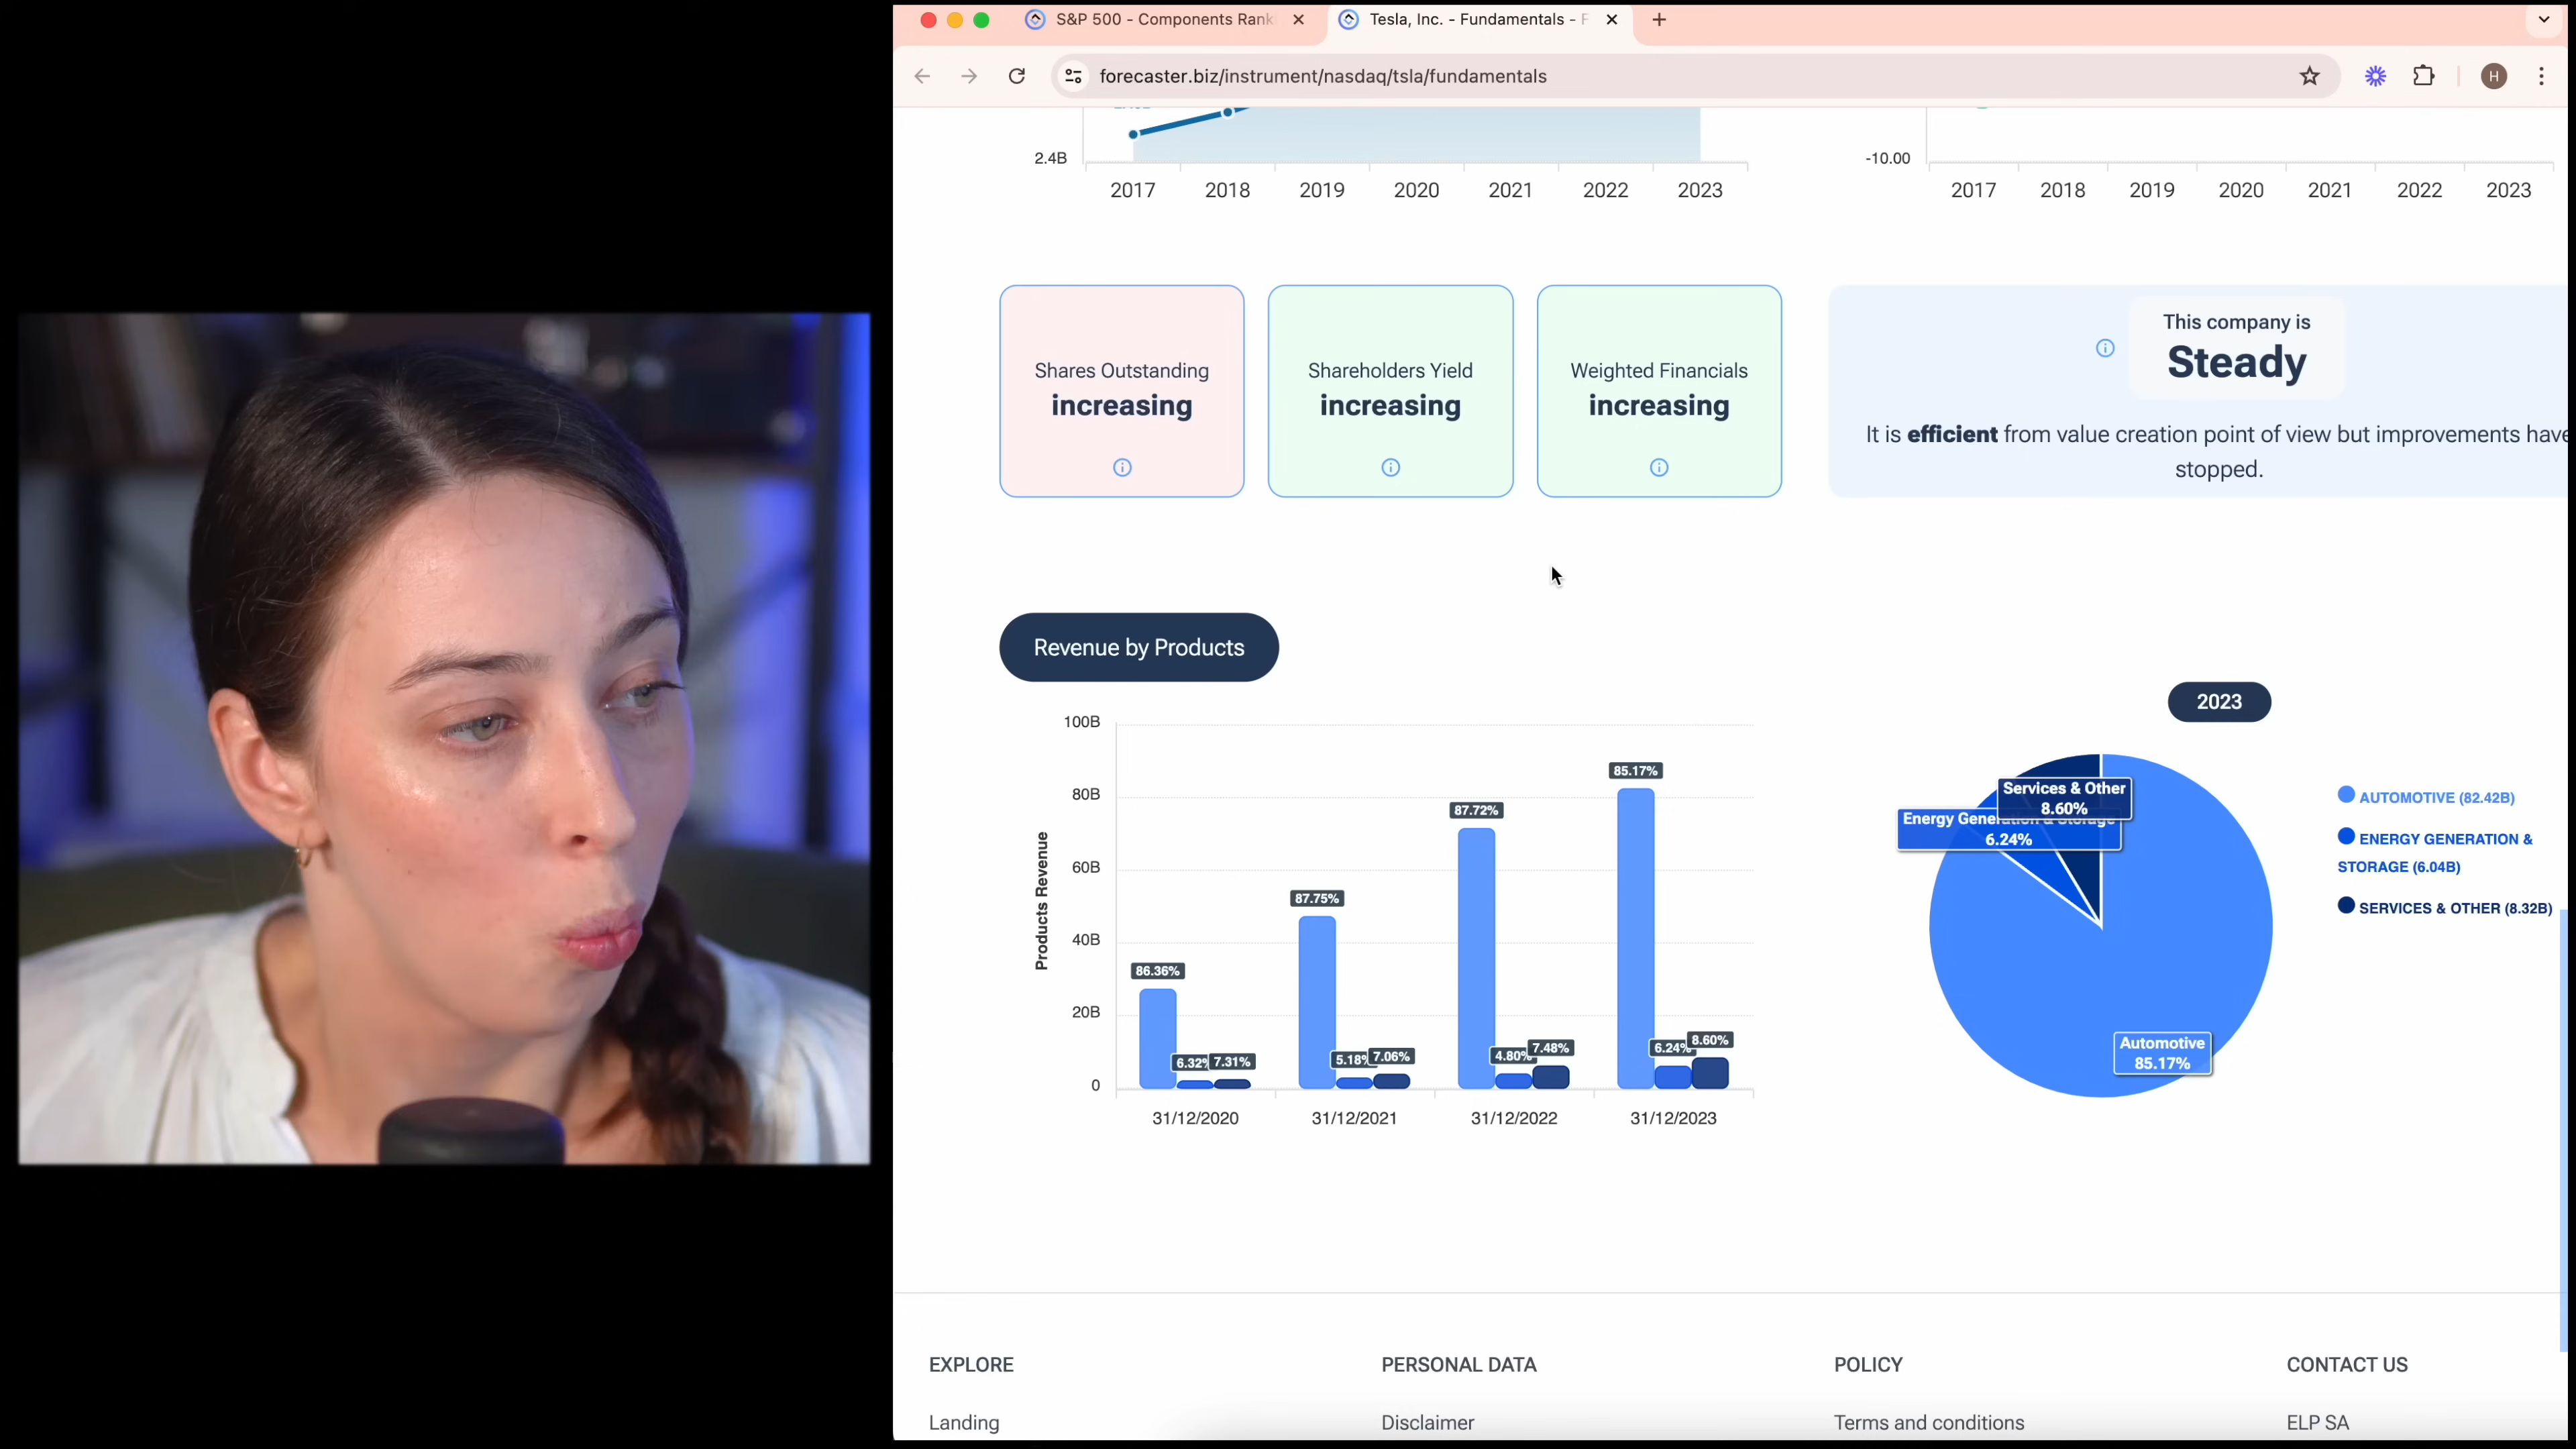 S&P 500 - Components Rank
Tesla, Inc. - Fundamentals - F
forecaster.biz/instrument/nasdaq/tsla/fundamentals
H
2.4B
2017 2018 2019 2020 2021 2022 2023
-10.00
2017 2018 2019 2020 2021 2022 2023
Shares Outstanding
increasing
Shareholders Yield
increasing
Weighted Financials
increasing
This company is
Steady
It is efficient from value creation point of view but improvements have
stopped.
Revenue by Products
Products Revenue
100B
80B
60B
40B
20B
0
86.36%
6.32%
7.31%
87.75%
5.18%
7.06%
87.72%
4.80%
7.48%
85.17%
6.24%
8.60%
31/12/2020 31/12/2021 31/12/2022 31/12/2023
2023
Services & Other
8.60%
Energy Generation & Storage
6.24%
Automotive
85.17%
AUTOMOTIVE (82.42B)
ENERGY GENERATION &
STORAGE (6.04B)
SERVICES & OTHER (8.32B)
EXPLORE
Landing
PERSONAL DATA
Disclaimer
POLICY
Terms and conditions
CONTACT US
ELP SA